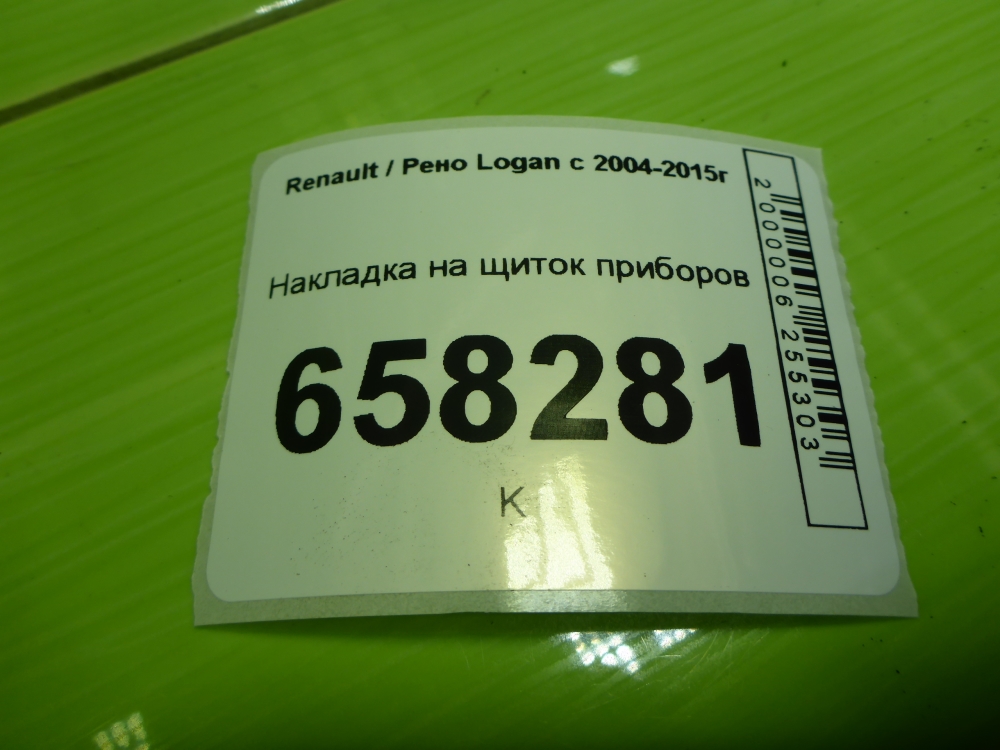 Renault / Рено Logan с 2004-2015г
Накладка на щиток приборов
658281
К
2000006255303